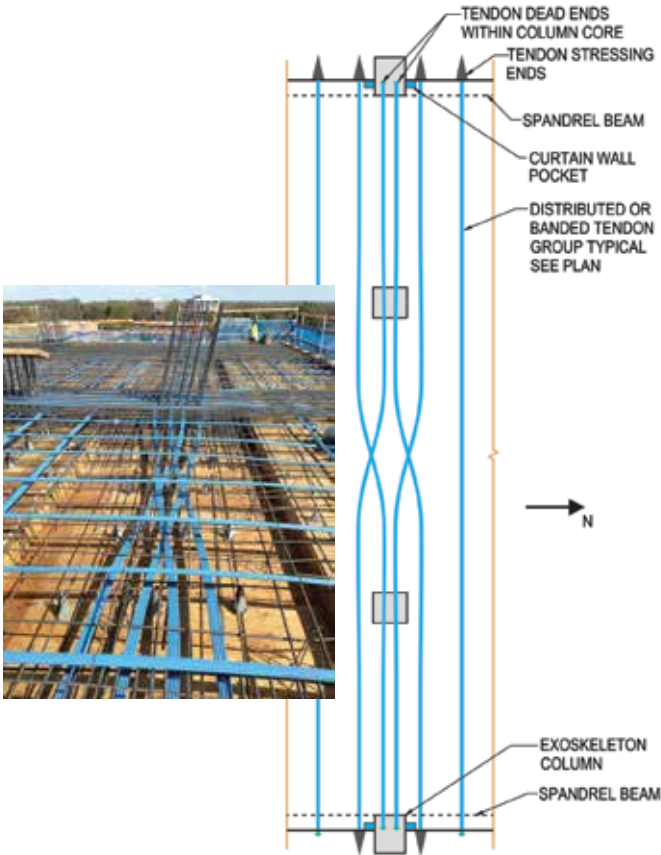 TENDON DEAD ENDS
WITHIN COLUMN CORE
TENDON STRESSING
ENDS
SPANDREL BEAM
CURTAIN WALL
POCKET
DISTRIBUTED OR
BANDED TENDON
GROUP TYPICAL
SEE PLAN
N
EXOSKELETON
COLUMN
SPANDREL BEAM